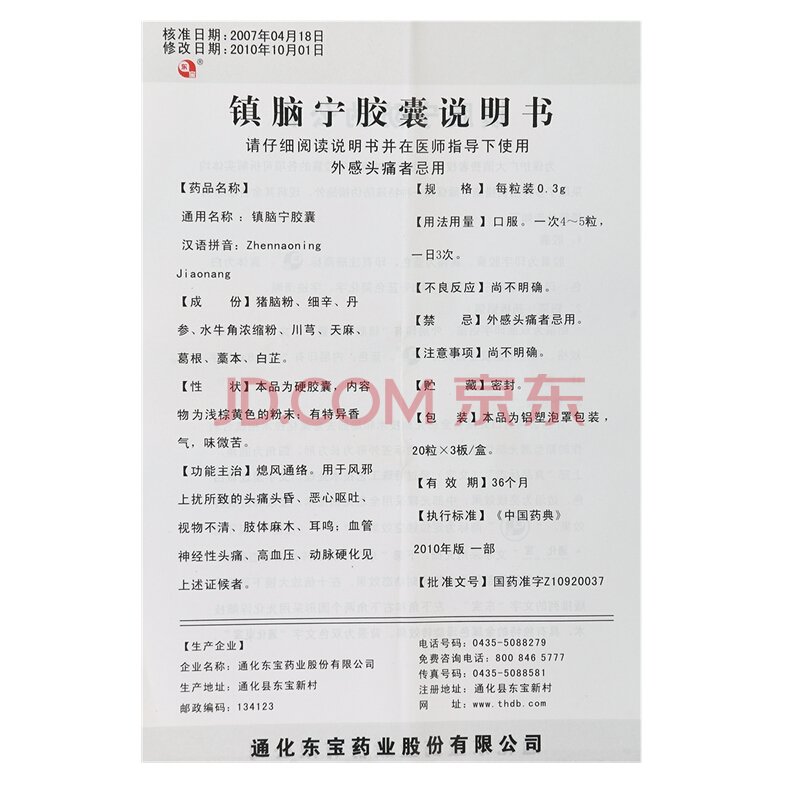 核准日期:2007年04月18日
修改日期:2010年10月01日
东宝®
镇脑宁胶囊说明书
请仔细阅读说明书并在医师指导下使用
外感头痛者忌用
【药品名称】
通用名称：镇脑宁胶囊
汉语拼音：Zhennaoning
Jiaonang
【成 份】猪脑粉、细辛、丹
参、水牛角浓缩粉、川芎、天麻、
葛根、藁本、白芷。
【性 状】本品为硬胶囊，内容
物为浅棕黄色的粉末；有特异香
气，味微苦。
【功能主治】熄风通络。用于风邪
上扰所致的头痛头昏、恶心呕吐、
视物不清、肢体麻木、耳鸣；血管
神经性头痛、高血压、动脉硬化见
上述证候者。
【规 格】每粒装0.3g
【用法用量】口服。一次4～5粒，
一日3次。
【不良反应】尚不明确。
【禁 忌】外感头痛者忌用。
【注意事项】尚不明确。
【贮 藏】密封。
【包 装】本品为铝塑泡罩包装，
20粒×3板/盒。
【有 效 期】36个月
【执行标准】《中国药典》
2010年版 一部
【批准文号】国药准字Z10920037
JD.COM 京东
【生产企业】
企业名称：通化东宝药业股份有限公司
生产地址：通化县东宝新村
邮政编码：134123
电话号码：0435-5088279
免费咨询电话：800 846 5777
传真号码：0435-5088581
注册地址：通化县东宝新村
网 址：www.thdb.com
通化东宝药业股份有限公司